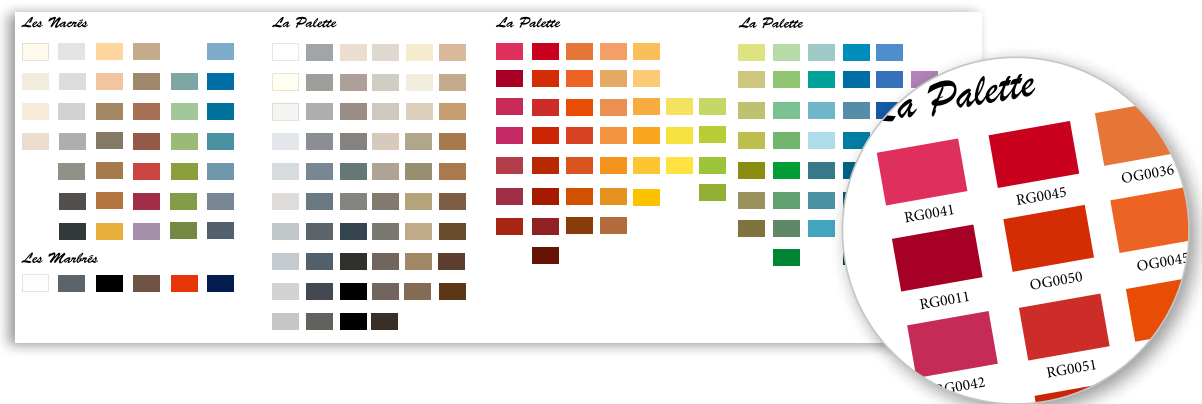 Les Nacrés
La Palette
La Palette
La Palette
Les Marbrés
La Palette
RG0041
RG0045
OG0036
RG0011
OG0050
OG0045
RG0042
RG0051